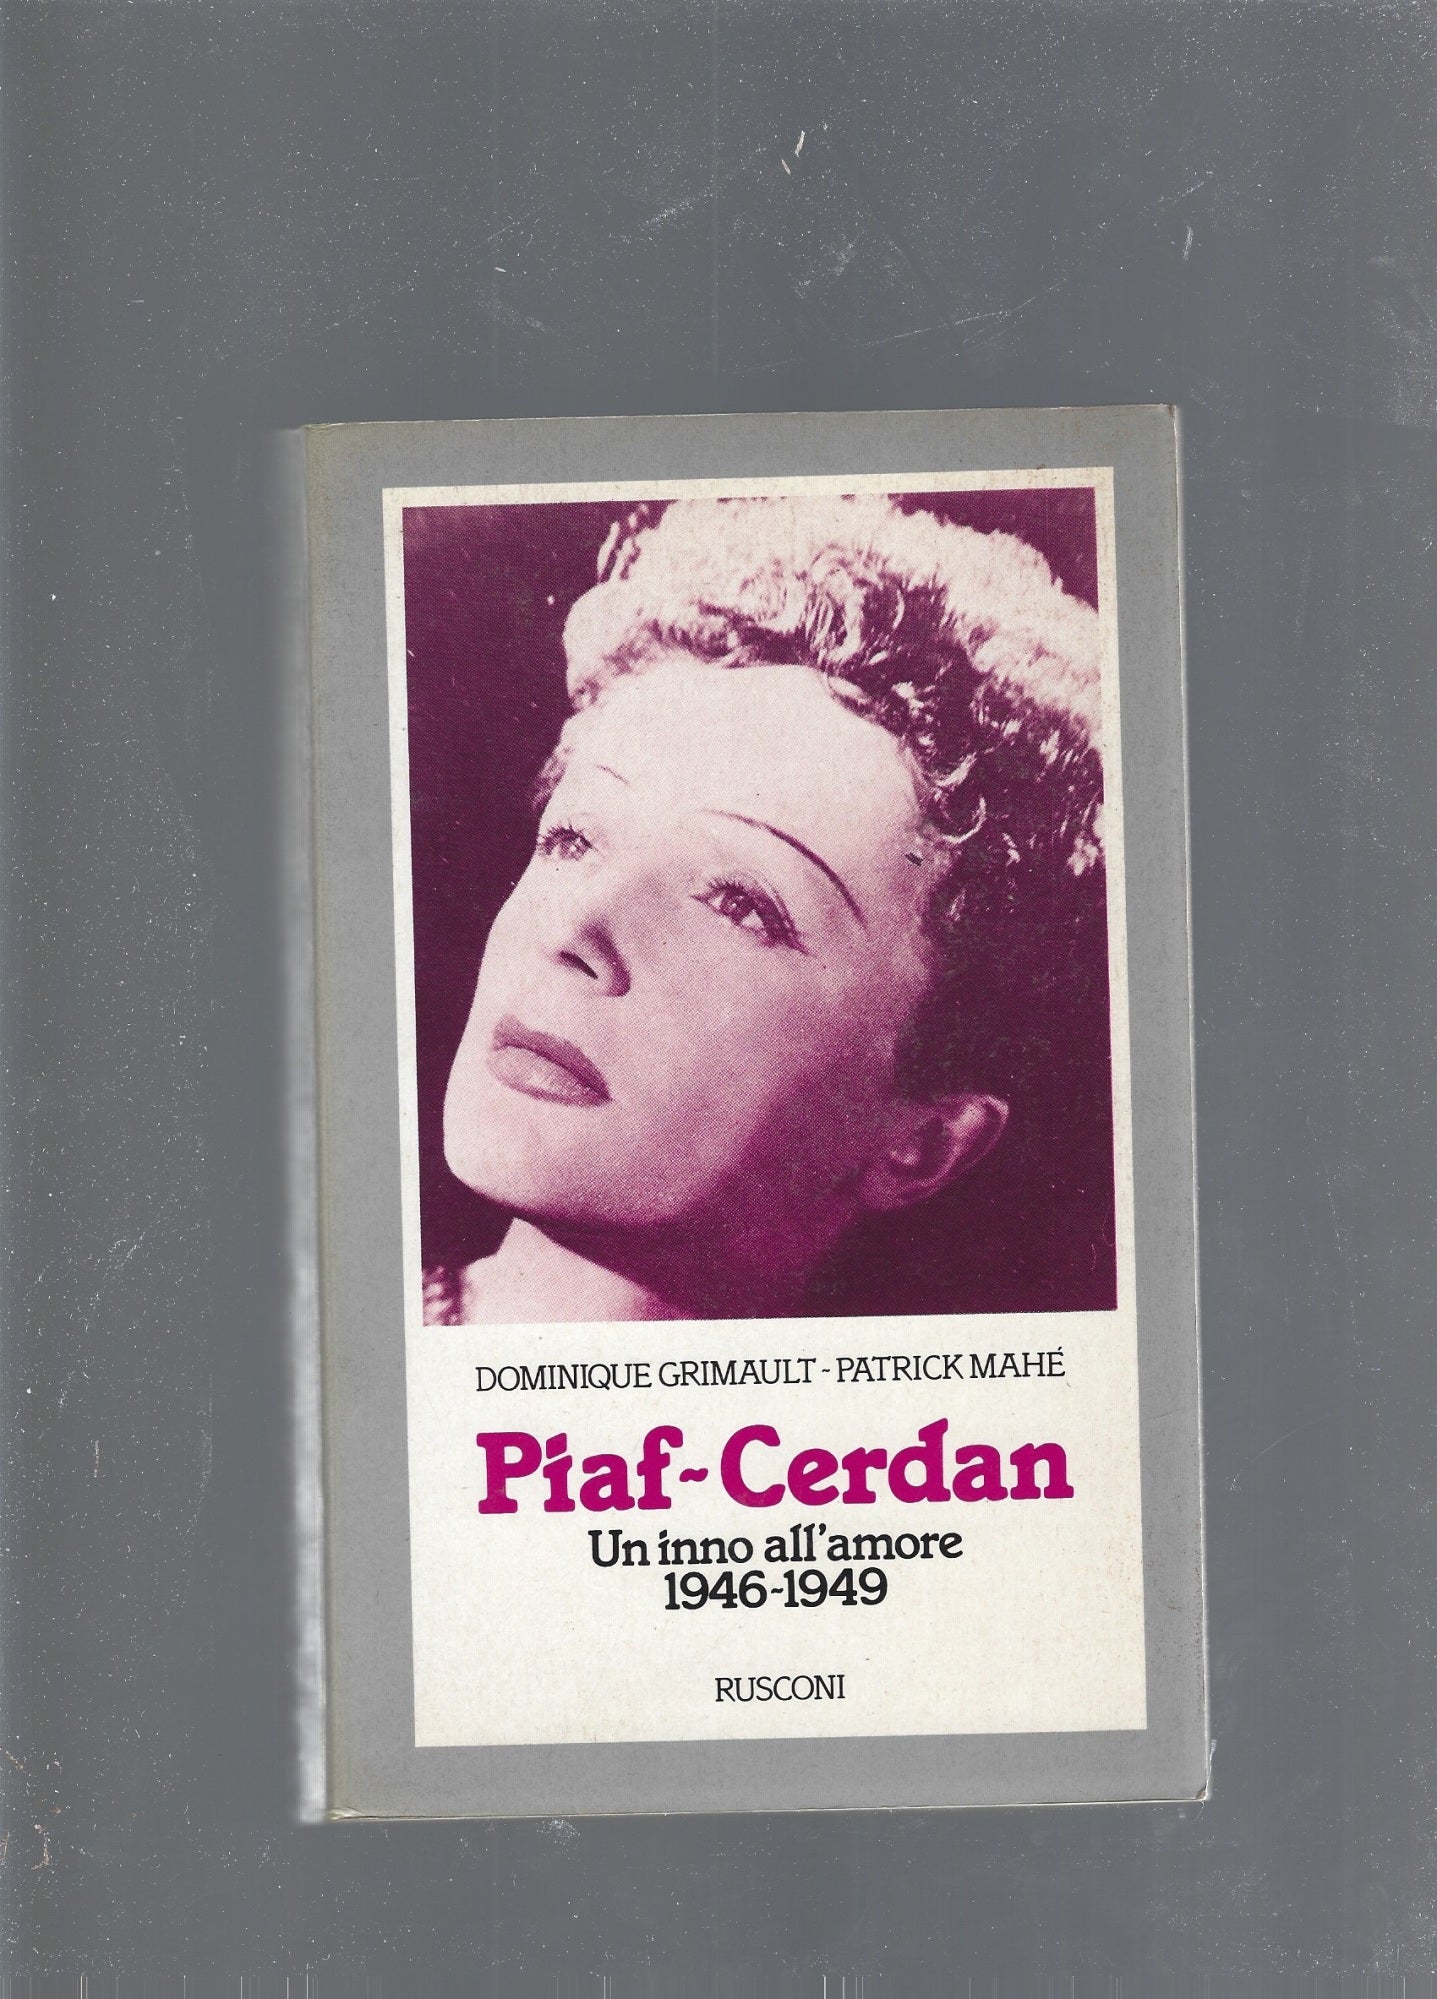 DOMINIQUE GRIMAULT - PATRICK MAHÉ
Piaf-Cerdan
Un inno all'amore
1946-1949
RUSCONI